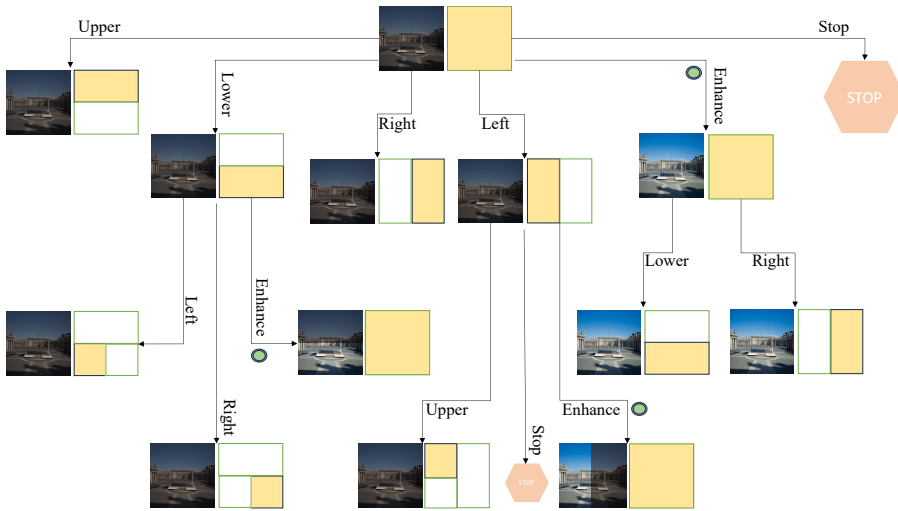 Upper
Stop
Lower
Enhance
STOP
Right
Left
Lower
Right
Left
Enhance
Upper
Enhance
Right
Stop
STOP